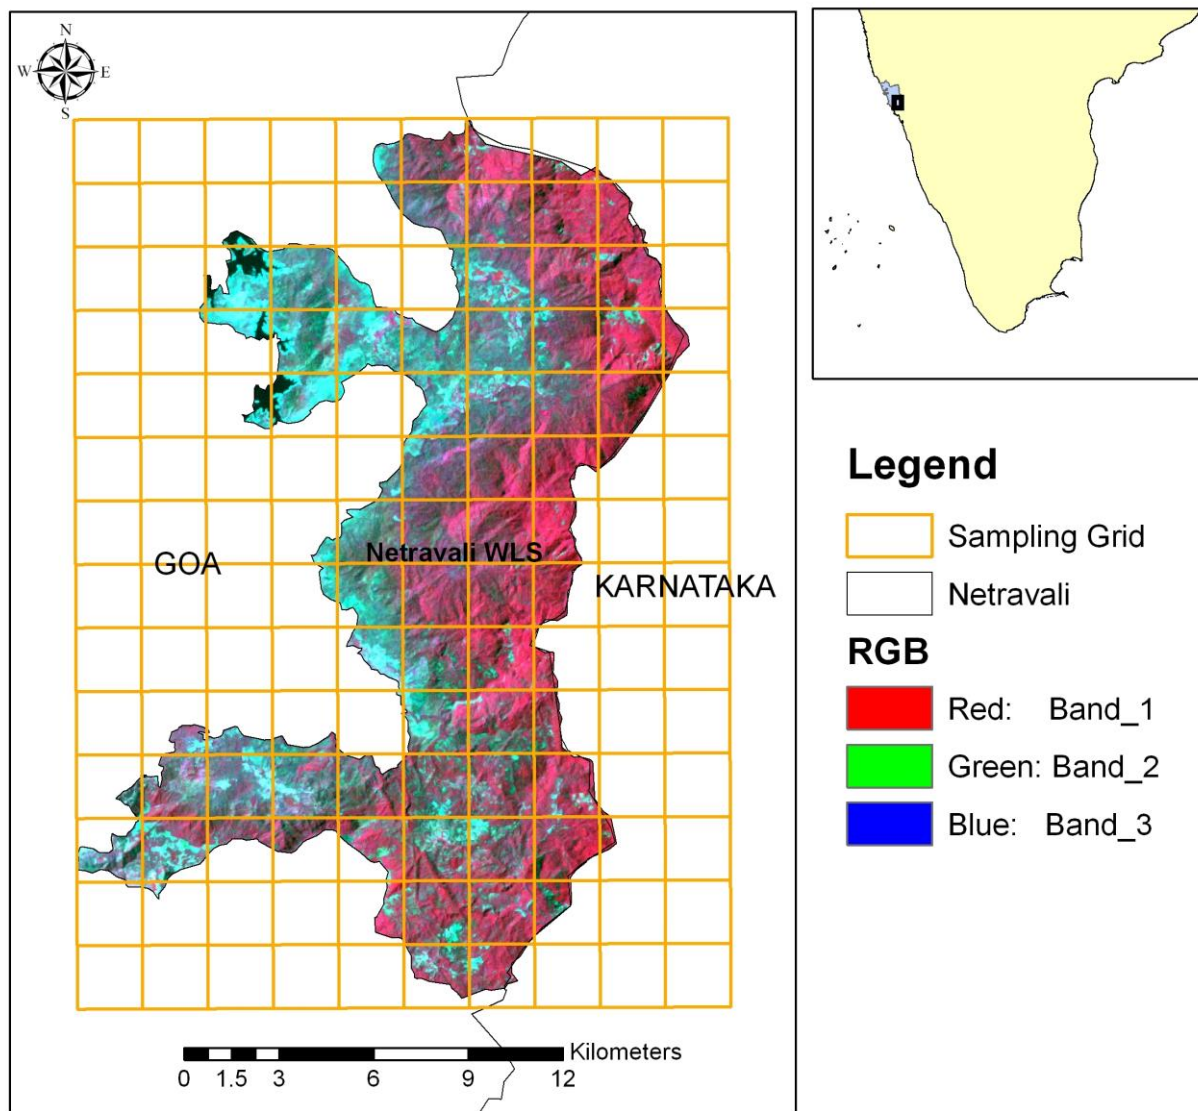 N
W E
S
GOA
Netravali WLS
KARNATAKA
Kilometers
0 1.5 3 6 9 12
Legend
Sampling Grid
Netravali
RGB
Red: Band_1
Green: Band_2
Blue: Band_3